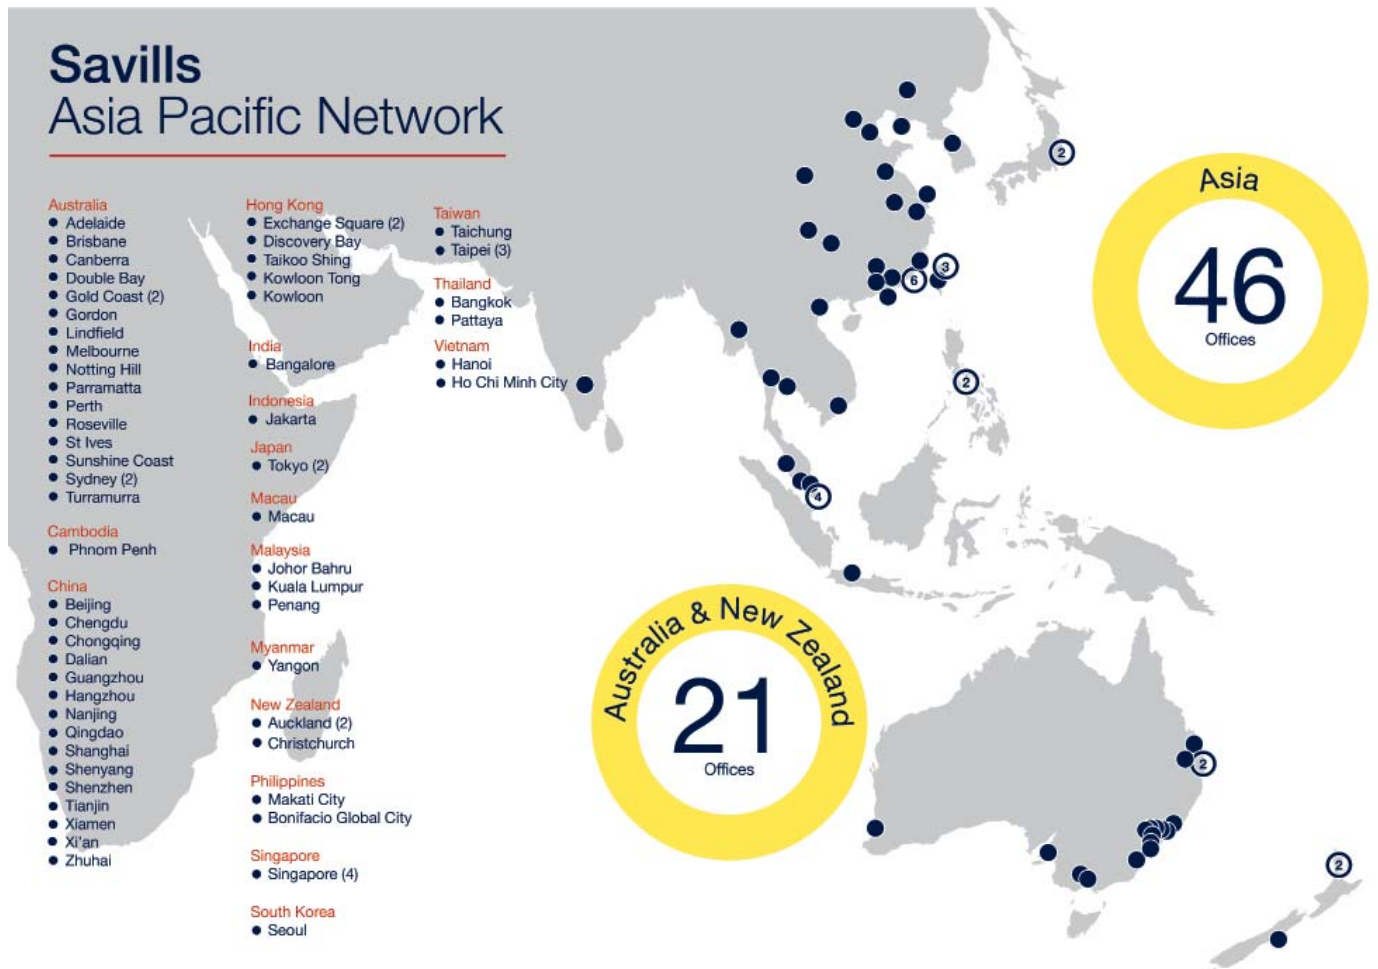 Savills
Asia Pacific Network
Australia
Adelaide
Brisbane
Canberra
Double Bay
Gold Coast (2)
Gordon
Lindfield
Melbourne
Notting Hill
Parramatta
Perth
Roseville
St Ives
Sunshine Coast
Sydney (2)
Turramurra
Cambodia
Phnom Penh
China
Beijing
Chengdu
Chongqing
Dalian
Guangzhou
Hangzhou
Nanjing
Qingdao
Shanghai
Shenyang
Shenzhen
Tianjin
Xiamen
Xi'an
Zhuhai
Hong Kong
Exchange Square (2)
Discovery Bay
Taikoo Shing
Kowloon Tong
Kowloon
India
Bangalore
Indonesia
Jakarta
Japan
Tokyo (2)
Macau
Macau
Malaysia
Johor Bahru
Kuala Lumpur
Penang
Myanmar
Yangon
New Zealand
Auckland (2)
Christchurch
Philippines
Makati City
Bonifacio Global City
Singapore
Singapore (4)
South Korea
Seoul
Taiwan
Taichung
Taipei (3)
Thailand
Bangkok
Pattaya
Vietnam
Hanoi
Ho Chi Minh City
2
3
6
2
4
2
2
Asia
46
Offices
Australia & New Zealand
21
Offices